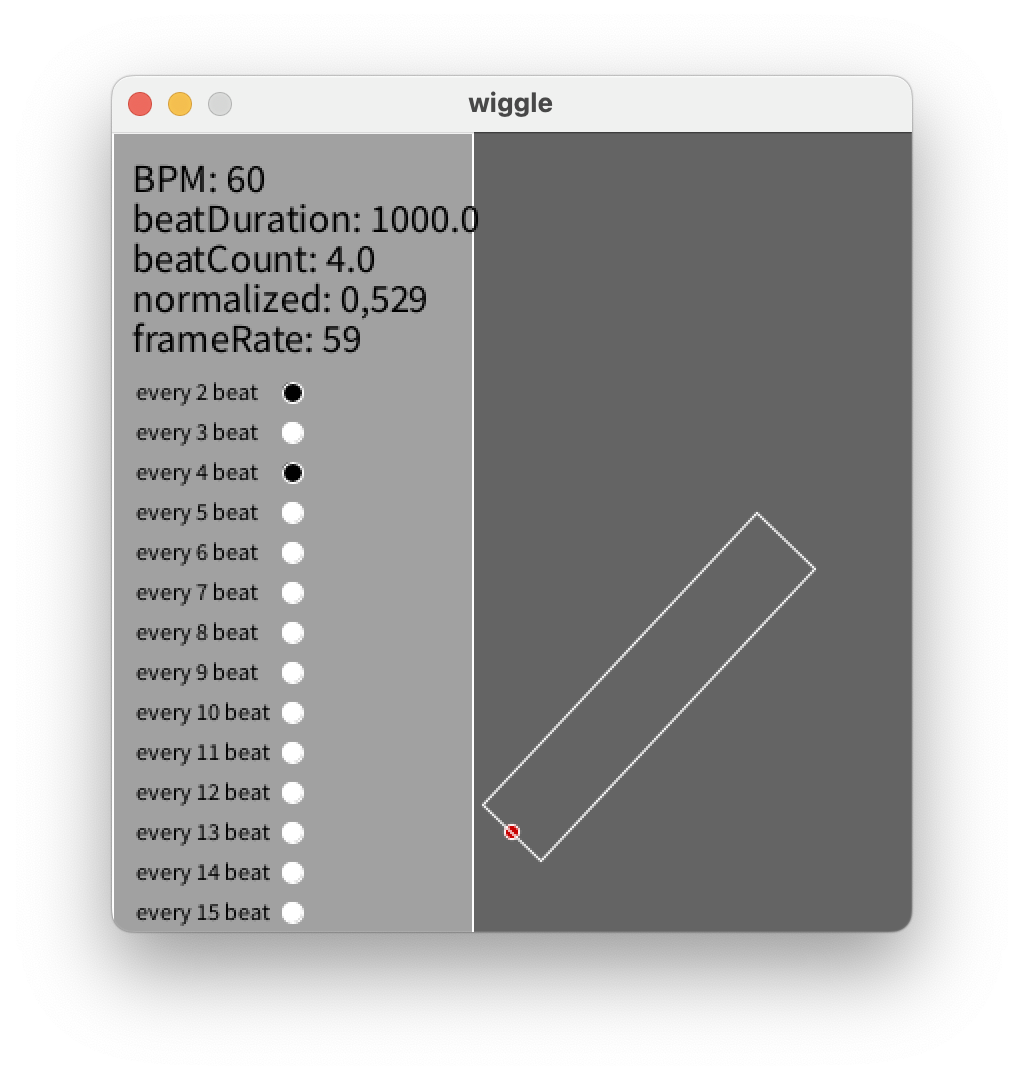 wiggle
BPM: 60
beatDuration: 1000.0
beatCount: 4.0
normalized: 0,529
frameRate: 59
every 2 beat
every 3 beat
every 4 beat
every 5 beat
every 6 beat
every 7 beat
every 8 beat
every 9 beat
every 10 beat
every 11 beat
every 12 beat
every 13 beat
every 14 beat
every 15 beat